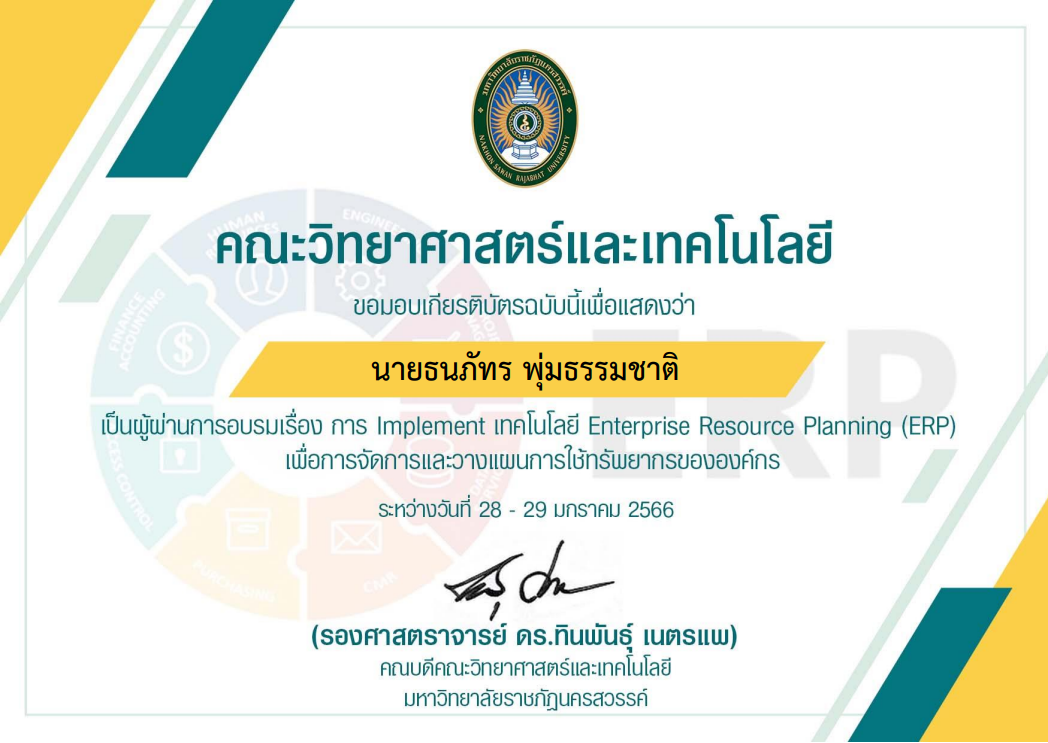 มหาวิทยาลัยราชภัฏนครสวรรค์
NAKHON SAWAN RAJABHAT UNIVERSITY
คณะวิทยาศาสตร์และเทคโนโลยี
ขอมอบเกียรติบัตรฉบับนี้เพื่อแสดงว่า
นายธนภัทร พุ่มธรรมชาติ
เป็นผู้ผ่านการอบรมเรื่อง การ Implement เทคโนโลยี Enterprise Resource Planning (ERP)
เพื่อการจัดการและวางแผนการใช้ทรัพยากรขององค์กร
ระหว่างวันที่ 28 - 29 มกราคม 2566
(รองศาสตราจารย์ ดร.ทินพันธุ์ เนตรแพ)
คณบดีคณะวิทยาศาสตร์และเทคโนโลยี
มหาวิทยาลัยราชภัฏนครสวรรค์
ERP
HUMAN
FINANCE
ACCOUNTING
ACCESS CONTROL
PURCHASING